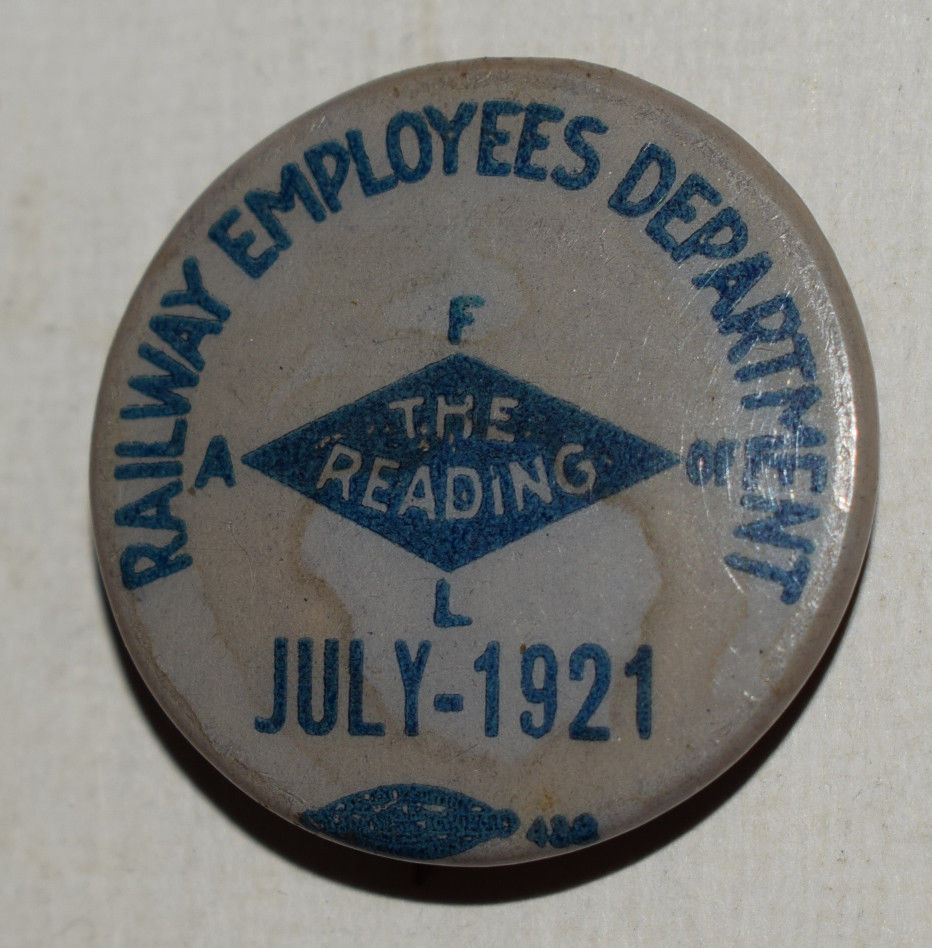 RAILWAY EMPLOYEES DEPARTMENT
F
A
OF
THE
READING
L
JULY-1921